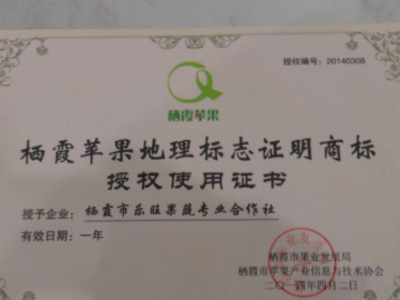 授权编号：20140308
栖霞苹果
栖霞苹果地理标志证明商标
授权使用证书
授予企业：栖霞市乐旺果蔬专业合作社
有效日期：一年
栖霞市果业发展局
栖霞市苹果产业信息与技术协会
二〇一四年四月二日